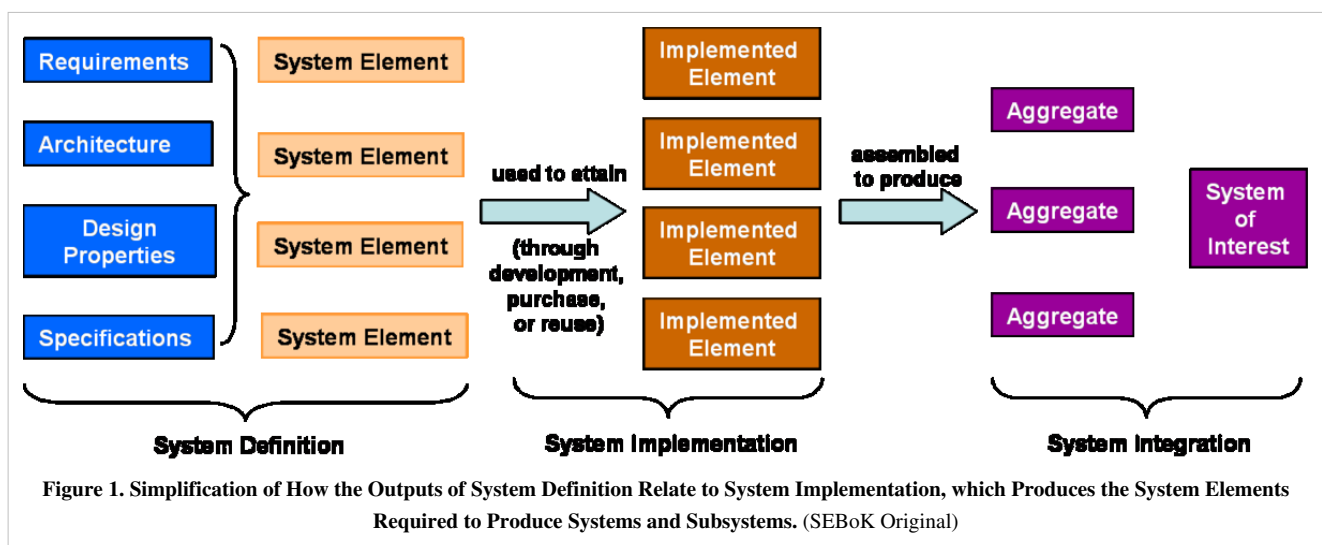 Requirements
Architecture
Design
Properties
Specifications
System Element
System Element
System Element
System Element
System Definition
used to attain
(through
development,
purchase,
or reuse)
Implemented
Element
Implemented
Element
Implemented
Element
Implemented
Element
System Implementation
assembled
to produce
Aggregate
Aggregate
Aggregate
System
of
Interest
System Integration
Figure 1. Simplification of How the Outputs of System Definition Relate to System Implementation, which Produces the System Elements
Required to Produce Systems and Subsystems. (SEBoK Original)